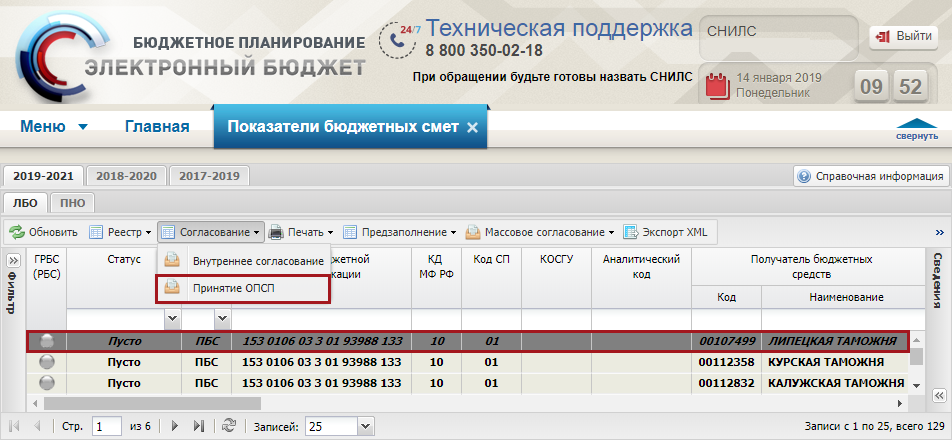 БЮДЖЕТНОЕ ПЛАНИРОВАНИЕ
ЭЛЕКТРОННЫЙ БЮДЖЕТ
24/7
Техническая поддержка
8 800 350-02-18
При обращении будьте готовы назвать СНИЛС
СНИЛС
Выйти
14 января 2019
Понедельник
09 52
Меню
Главная
Показатели бюджетных смет
свернуть
2019-2021 2018-2020 2017-2019
Справочная информация
ЛБО ПНО
Обновить Реестр Согласование Печать Предзаполнение Массовое согласование Экспорт XML »
Внутреннее согласование
Принятие ОПСП
Фильтр
ГРБС
(РБС)
Статус
жетной
кации
КД
МФ РФ
Код СП
КОСГУ
Аналитический
код
Получатель бюджетных
средств
Код
Наименование
Сведения
Пусто ПБС 153 0106 03 3 01 93988 133 10 01 00107499 ЛИПЕЦКАЯ ТАМОЖНЯ
Пусто ПБС 153 0106 03 3 01 93988 133 10 01 00112358 КУРСКАЯ ТАМОЖНЯ
Пусто ПБС 153 0106 03 3 01 93988 133 10 01 00112832 КАЛУЖСКАЯ ТАМОЖНЯ
Стр. 1 из 6 Записей: 25 Записи с 1 по 25, всего 129